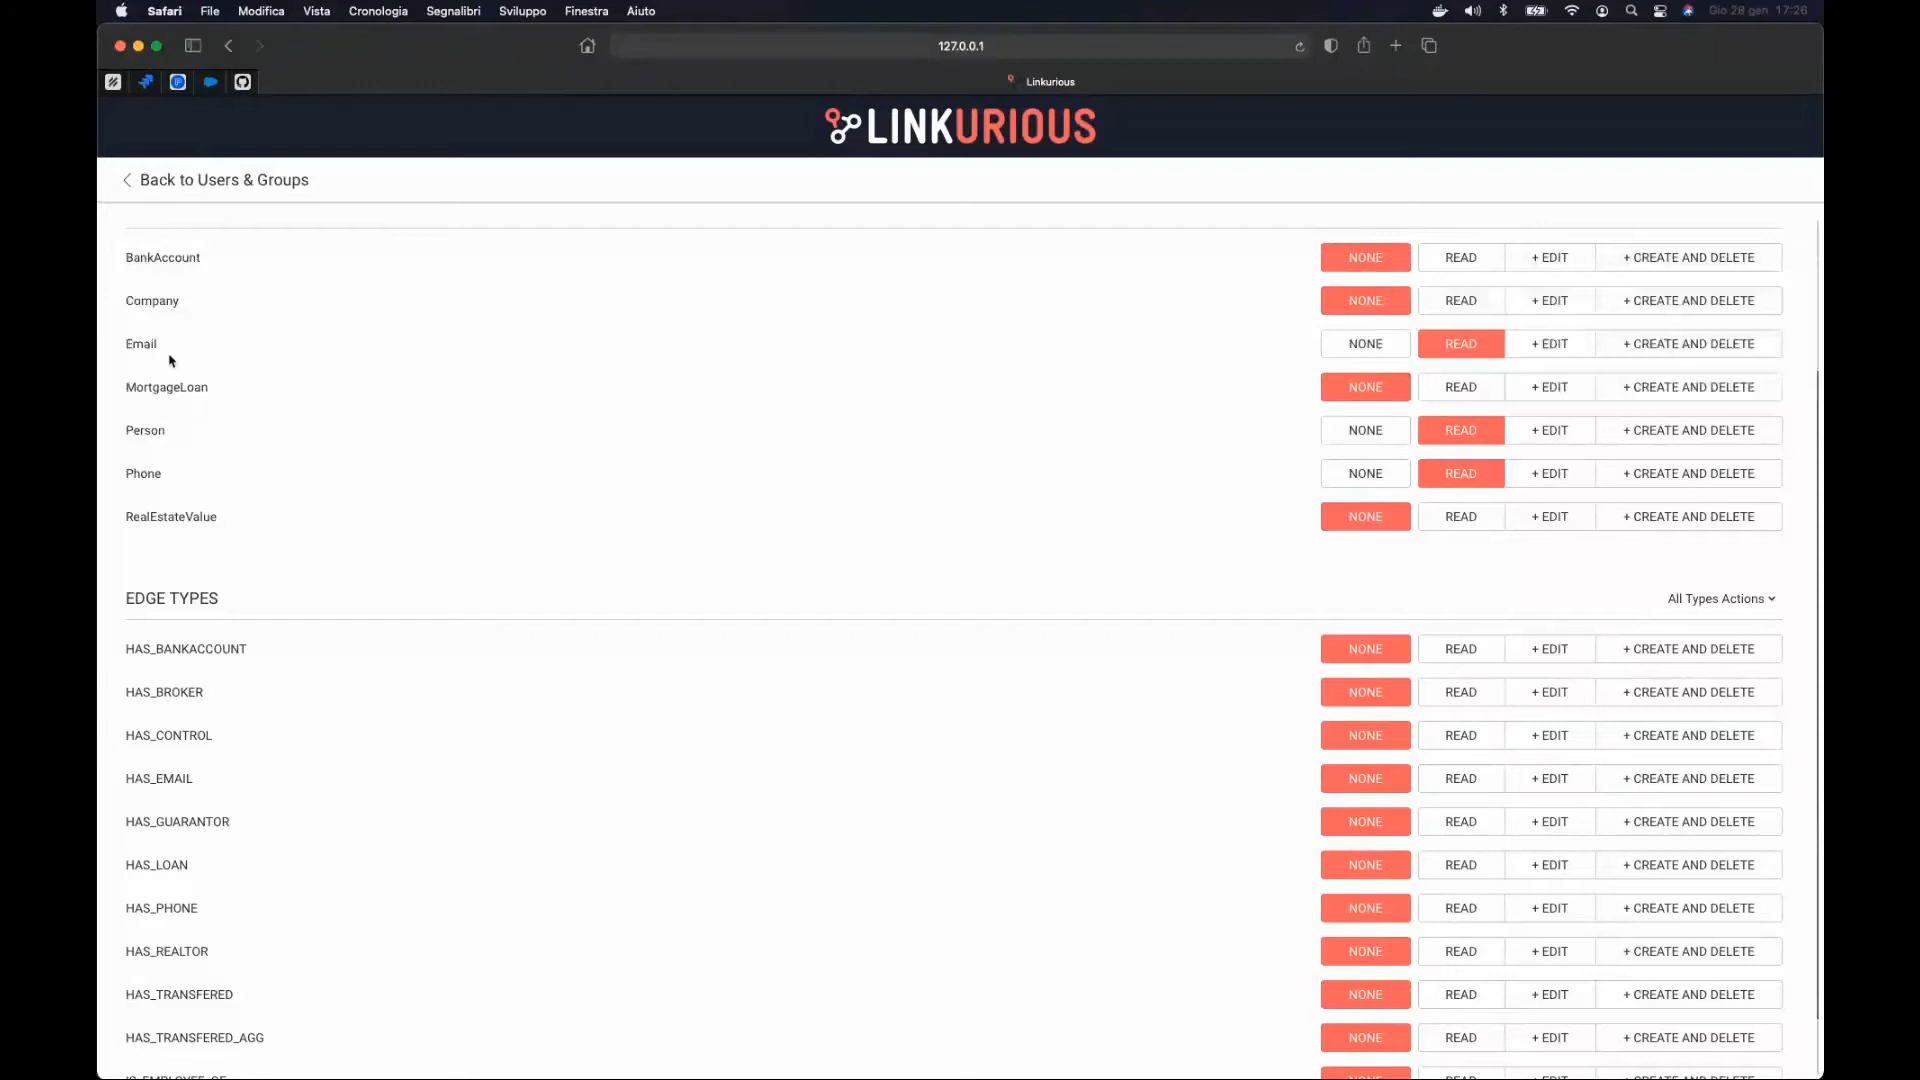 Safari File Modifica Vista Cronologia Segnalibri Sviluppo Finestra Aiuto Gio 28 gen 17:26
127.0.0.1
Linkurious
LINKURIOUS
Back to Users & Groups
BankAccount NONE READ + EDIT + CREATE AND DELETE
Company NONE READ + EDIT + CREATE AND DELETE
Email NONE READ + EDIT + CREATE AND DELETE
MortgageLoan NONE READ + EDIT + CREATE AND DELETE
Person NONE READ + EDIT + CREATE AND DELETE
Phone NONE READ + EDIT + CREATE AND DELETE
RealEstateValue NONE READ + EDIT + CREATE AND DELETE
EDGE TYPES All Types Actions
HAS_BANKACCOUNT NONE READ + EDIT + CREATE AND DELETE
HAS_BROKER NONE READ + EDIT + CREATE AND DELETE
HAS_CONTROL NONE READ + EDIT + CREATE AND DELETE
HAS_EMAIL NONE READ + EDIT + CREATE AND DELETE
HAS_GUARANTOR NONE READ + EDIT + CREATE AND DELETE
HAS_LOAN NONE READ + EDIT + CREATE AND DELETE
HAS_PHONE NONE READ + EDIT + CREATE AND DELETE
HAS_REALTOR NONE READ + EDIT + CREATE AND DELETE
HAS_TRANSFERED NONE READ + EDIT + CREATE AND DELETE
HAS_TRANSFERED_AGG NONE READ + EDIT + CREATE AND DELETE